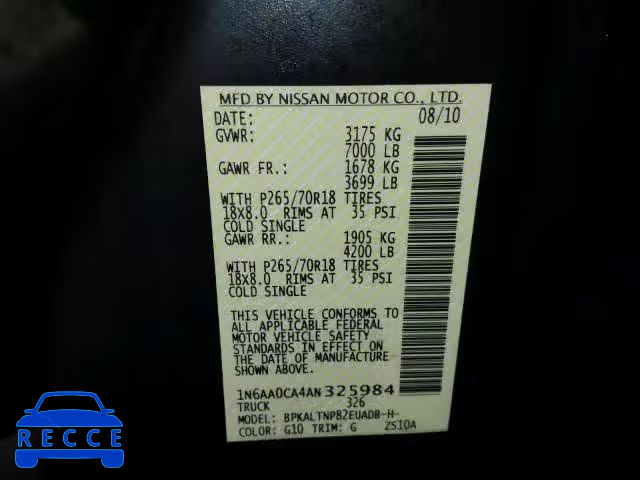 MFD BY NISSAN MOTOR CO., LTD.
DATE: 08/10
GVWR: 3175 KG
7000 LB
GAWR FR.: 1678 KG
3699 LB
WITH P265/70R18 TIRES
18X8.0 RIMS AT 35 PSI
COLD SINGLE
GAWR RR.: 1905 KG
4200 LB
WITH P265/70R18 TIRES
18X8.0 RIMS AT 35 PSI
COLD SINGLE
THIS VEHICLE CONFORMS TO
ALL APPLICABLE FEDERAL
MOTOR VEHICLE SAFETY
STANDARDS IN EFFECT ON
THE DATE OF MANUFACTURE
SHOWN ABOVE.
1N6AA0CA4AN325984
TRUCK 326
MODEL: BPKALTNP82EUADB-H-
COLOR: G10 TRIM: G ZS10A
RECCE